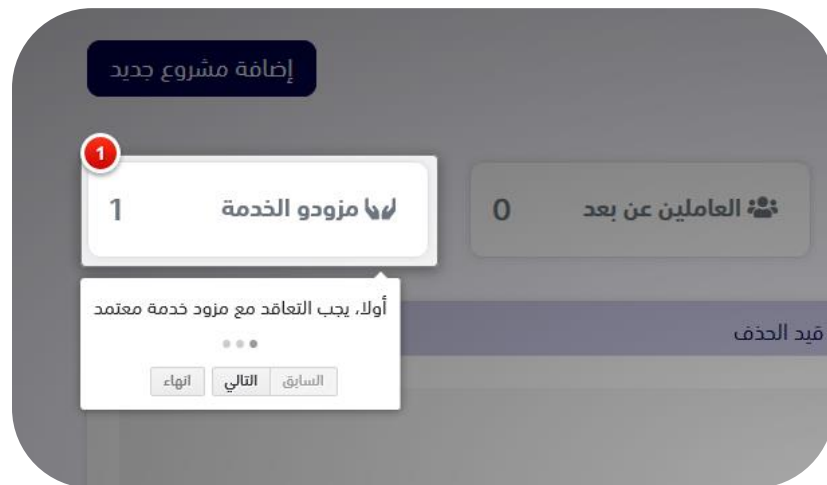 إضافة مشروع جديد
1
العاملين عن بعد 0
مزودو الخدمة 1
أولا، يجب التعاقد مع مزود خدمة معتمد
قيد الحذف
السابق التالي انهاء